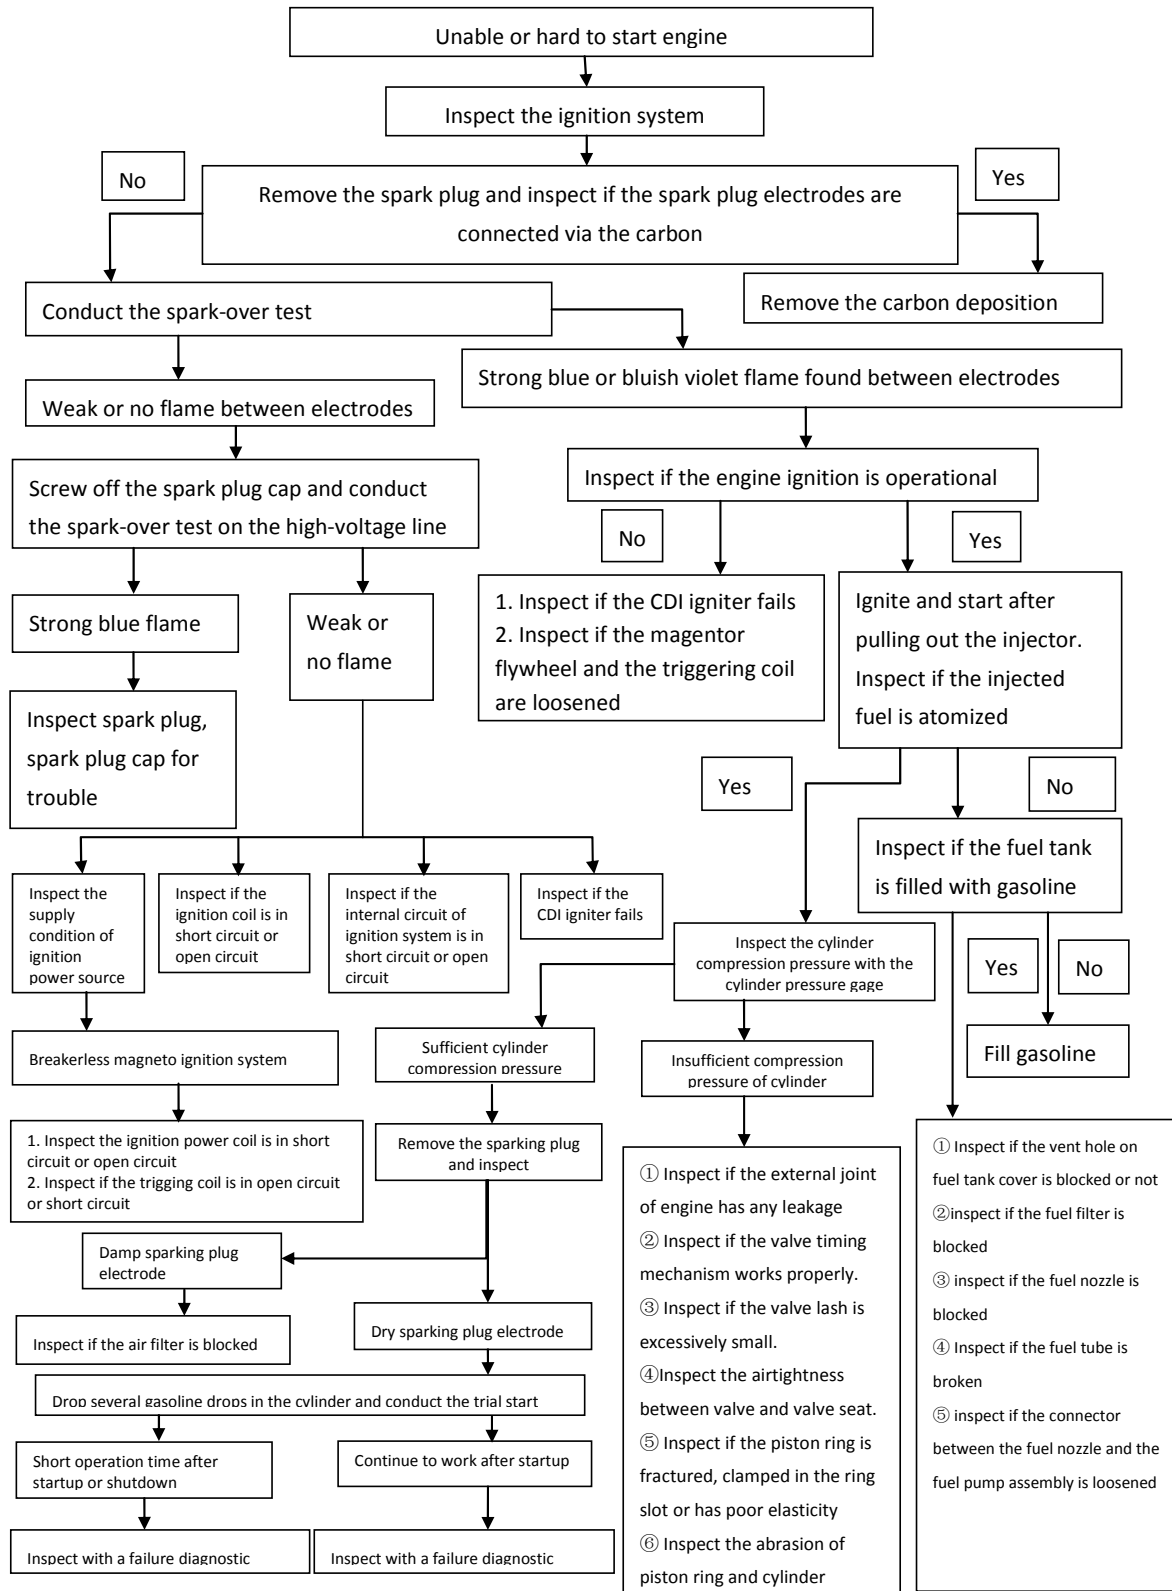 Unable or hard to start engine
Inspect the ignition system
No
Yes
Remove the spark plug and inspect if the spark plug electrodes are
connected via the carbon
Conduct the spark-over test
Remove the carbon deposition
Strong blue or bluish violet flame found between electrodes
Weak or no flame between electrodes
Inspect if the engine ignition is operational
Screw off the spark plug cap and conduct
the spark-over test on the high-voltage line
No
Yes
Strong blue flame
Weak or
no flame
1. Inspect if the CDI igniter fails
2. Inspect if the magentor
flywheel and the triggering coil
are loosened
Ignite and start after
pulling out the injector.
Inspect if the injected
fuel is atomized
Inspect spark plug,
spark plug cap for
trouble
Yes
No
Inspect if the fuel tank
is filled with gasoline
Inspect the
supply
condition of
ignition
power source
Inspect if the
ignition coil is in
short circuit or
open circuit
Inspect if the
internal circuit of
ignition system is in
short circuit or open
circuit
Inspect if the
CDI igniter fails
Inspect the cylinder
compression pressure with the
cylinder pressure gage
Yes
No
Breakerless magneto ignition system
Sufficient cylinder
compression pressure
Insufficient compression
pressure of cylinder
Fill gasoline
1. Inspect the ignition power coil is in short
circuit or open circuit
2. Inspect if the trigging coil is in open circuit
or short circuit
Remove the sparking plug
and inspect
① Inspect if the external joint
of engine has any leakage
② Inspect if the valve timing
mechanism works properly.
③ Inspect if the valve lash is
excessively small.
④Inspect the airtightness
between valve and valve seat.
⑤ Inspect if the piston ring is
fractured, clamped in the ring
slot or has poor elasticity
⑥ Inspect the abrasion of
piston ring and cylinder
① Inspect if the vent hole on
fuel tank cover is blocked or not
②inspect if the fuel filter is
blocked
③ inspect if the fuel nozzle is
blocked
④ Inspect if the fuel tube is
broken
⑤ inspect if the connector
between the fuel nozzle and the
fuel pump assembly is loosened
Damp sparking plug
electrode
Inspect if the air filter is blocked
Dry sparking plug electrode
Drop several gasoline drops in the cylinder and conduct the trial start
Short operation time after
startup or shutdown
Continue to work after startup
Inspect with a failure diagnostic
Inspect with a failure diagnostic